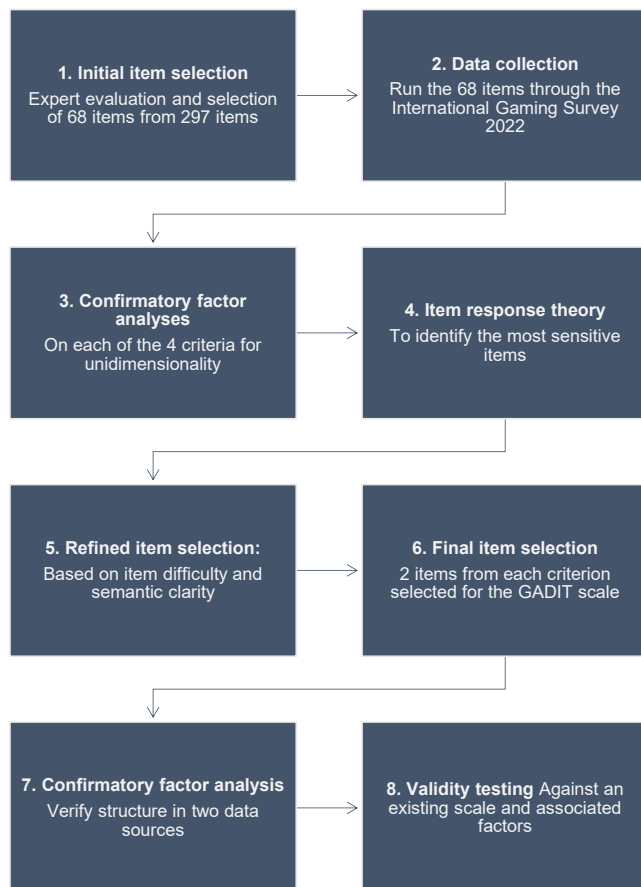 1. Initial item selection
Expert evaluation and selection
of 68 items from 297 items
2. Data collection
Run the 68 items through the
International Gaming Survey
2022
3. Confirmatory factor
analyses
On each of the 4 criteria for
unidimensionality
4. Item response theory
To identify the most sensitive
items
5. Refined item selection:
Based on item difficulty and
semantic clarity
6. Final item selection
2 items from each criterion
selected for the GADIT scale
7. Confirmatory factor analysis
Verify structure in two data
sources
8. Validity testing Against an
existing scale and associated
factors